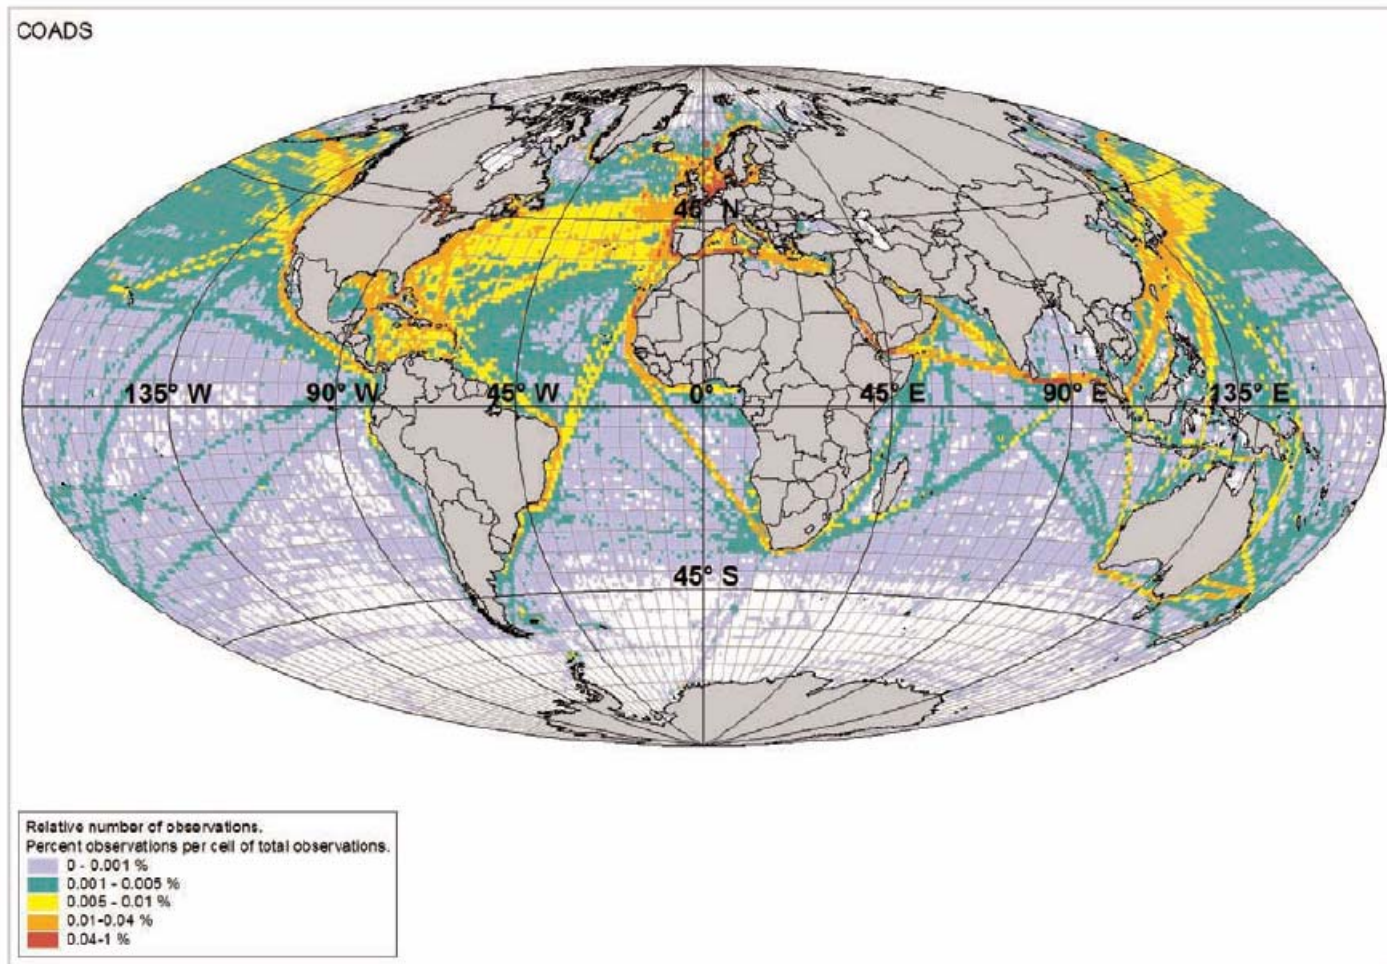 COADS
45° N
135° W
90° W
45° W
0°
45° E
90° E
135° E
45° S
Relative number of observations.
Percent observations per cell of total observations.
0 - 0.001 %
0.001 - 0.005 %
0.005 - 0.01 %
0.01-0.04 %
0.04-1 %